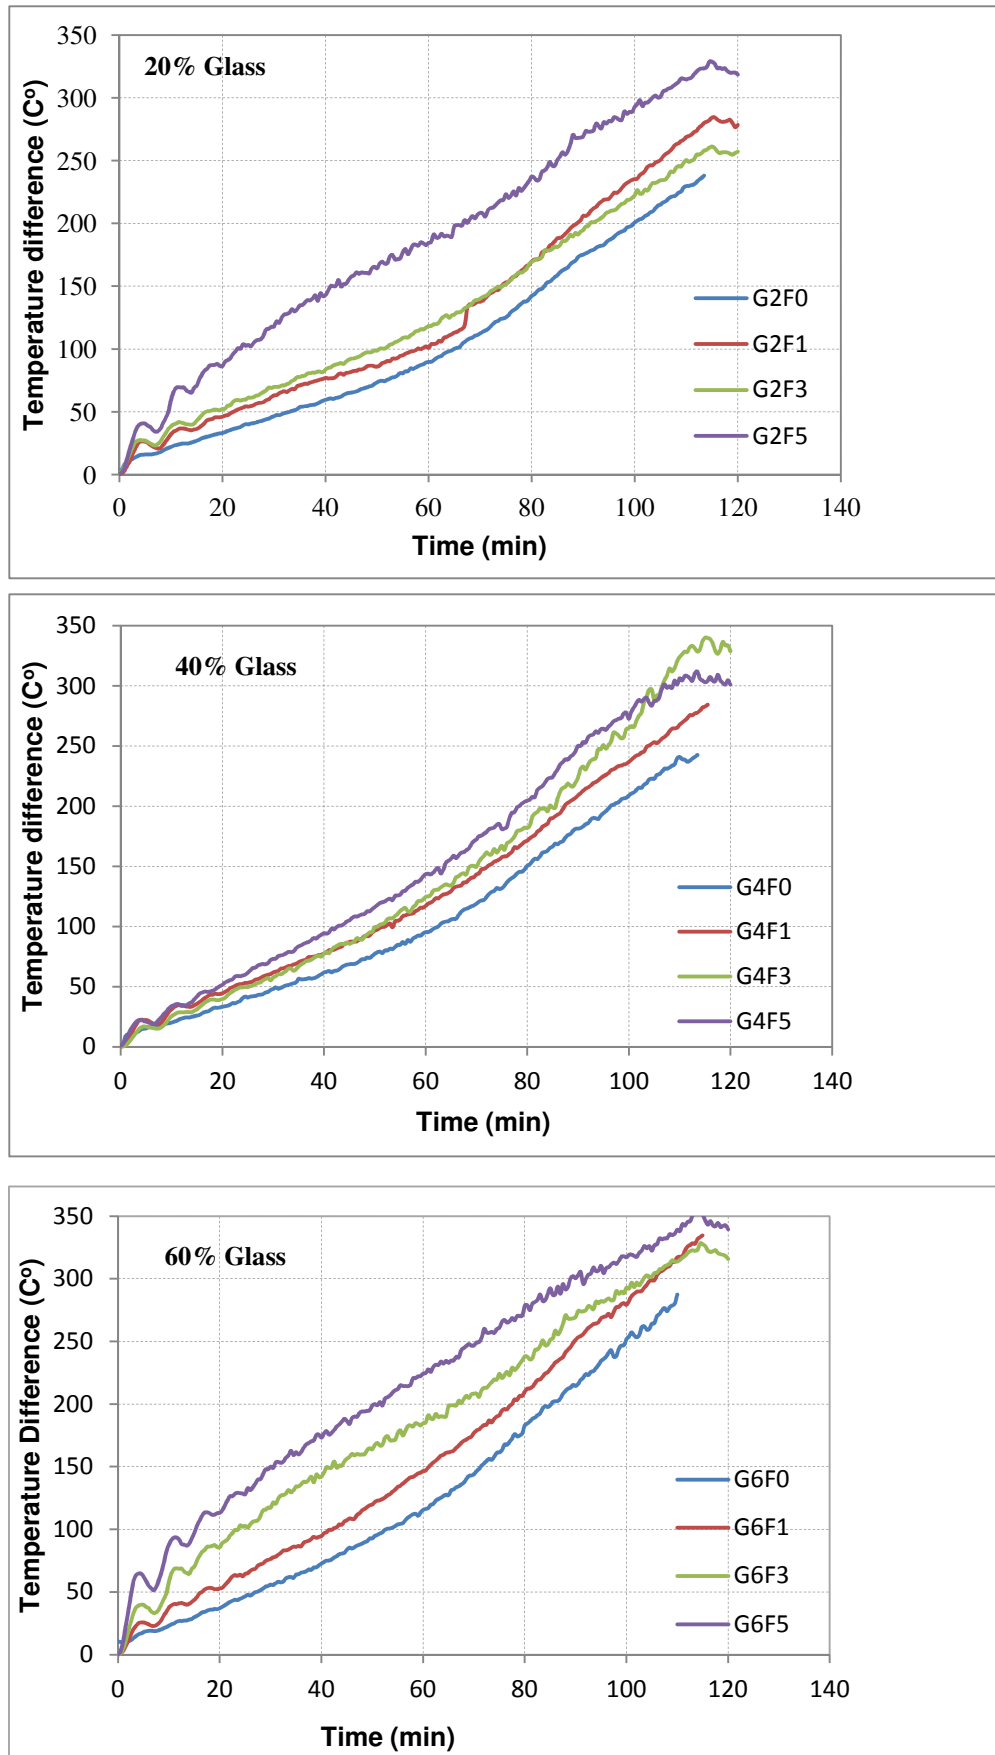 20% Glass
Temperature difference (Cº)
350
300
250
200
150
100
50
0
G2F0
G2F1
G2F3
G2F5
0 20 40 60 80 100 120 140
Time (min)
40% Glass
Temperature difference (Cº)
350
300
250
200
150
100
50
0
G4F0
G4F1
G4F3
G4F5
0 20 40 60 80 100 120 140
Time (min)
60% Glass
Temperature Difference (Cº)
350
300
250
200
150
100
50
0
G6F0
G6F1
G6F3
G6F5
0 20 40 60 80 100 120 140
Time (min)